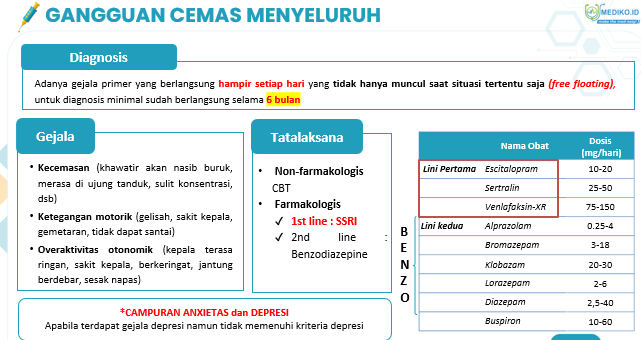 GANGGUAN CEMAS MENYELURUH
MEDIKO.ID
Diagnosis
Adanya gejala primer yang berlangsung hampir setiap hari yang tidak hanya muncul saat situasi tertentu saja (free floating),
untuk diagnosis minimal sudah berlangsung selama 6 bulan
Gejala
• Kecemasan (khawatir akan nasib buruk,
merasa di ujung tanduk, sulit konsentrasi,
dsb)
• Ketegangan motorik (gelisah, sakit kepala,
gemetaran, tidak dapat santai)
• Overaktivitas otonomik (kepala terasa
ringan, sakit kepala, berkeringat, jantung
berdebar, sesak napas)
Tatalaksana
• Non-farmakologis
CBT
• Farmakologis
✓ 1st line : SSRI
✓ 2nd line :
Benzodiazepine
BENZO
Nama Obat Dosis
(mg/hari)
Lini Pertama Escitalopram 10-20
Sertralin 25-50
Venlafaksin-XR 75-150
Lini kedua Alprazolam 0.25-4
Bromazepam 3-18
Klobazam 20-30
Lorazepam 2-6
Diazepam 2,5-40
Buspiron 10-60
*CAMPURAN ANXIETAS dan DEPRESI
Apabila terdapat gejala depresi namun tidak memenuhi kriteria depresi